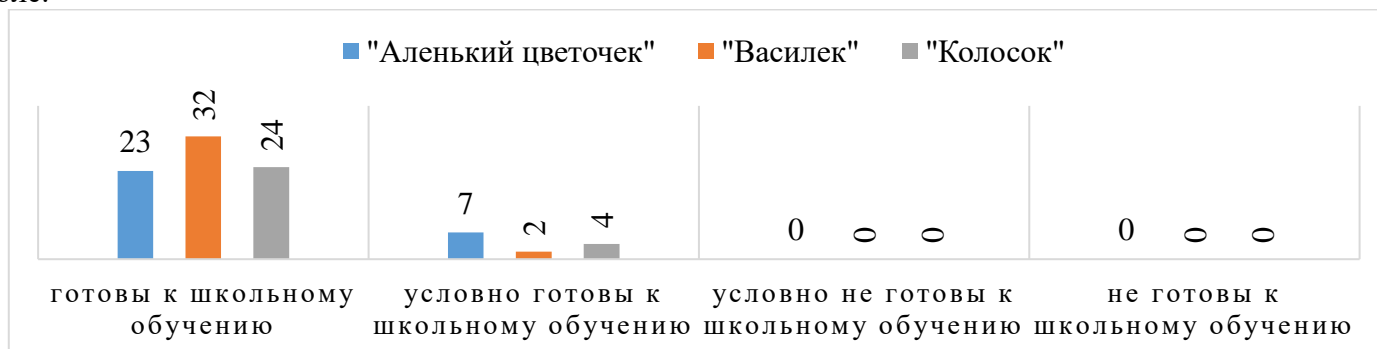 "Аленький цветочек" "Василек" "Колосок"
23 32 24
7 2 4
0 0 0
0 0 0
готовы к школьному обучению
условно готовы к школьному обучению
условно не готовы к школьному обучению
не готовы к школьному обучению